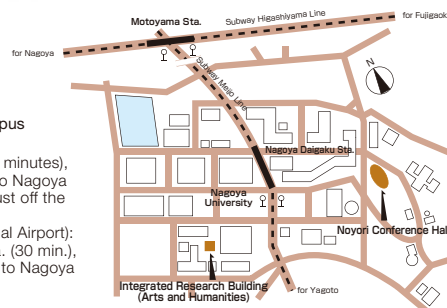 Motoyama Sta.
Subway Higashiyama Line
for Fujigaok
for Nagoya
Subway Meijo Line
N
pus
minutes),
o Nagoya
ust off the
al Airport):
a. (30 min.),
to Nagoya
Nagoya Daigaku Sta.
Nagoya
University
Noyori Conference Hal
Integrated Research Building
(Arts and Humanities)
for Yagoto